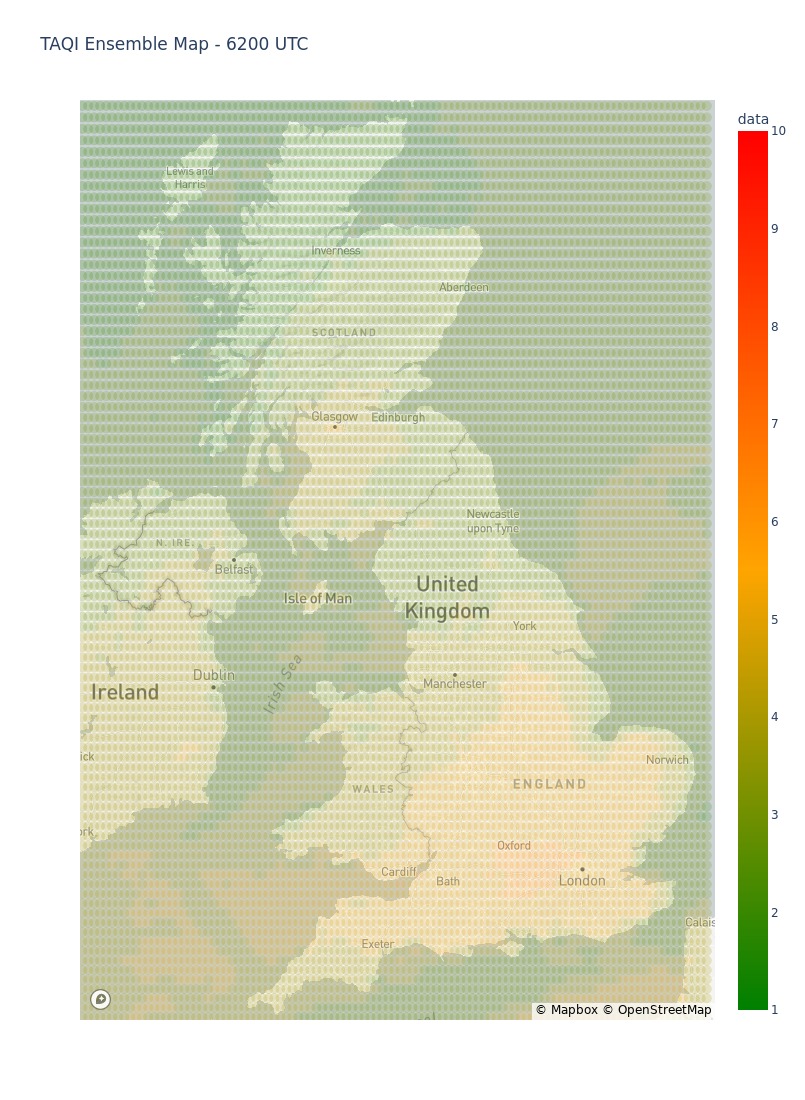 TAQI Ensemble Map - 6200 UTC
data
10
9
8
7
6
5
4
3
2
1
Lewis and
Harris
Inverness
Aberdeen
SCOTLAND
Glasgow
Edinburgh
Newcastle
upon Tyne
N. IRE.
Belfast
Isle of Man
United
Kingdom
York
Dublin
Irish Sea
Manchester
Ireland
ick
Norwich
WALES
ENGLAND
ork
Oxford
Cardiff
Bath
London
Calais
Exeter
© Mapbox © OpenStreetMap